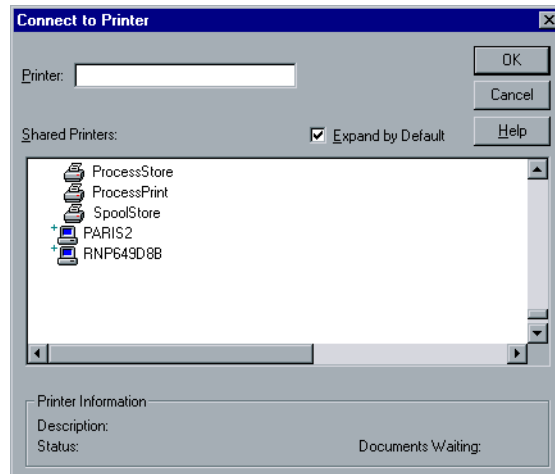 Connect to Printer
Printer:
OK
Cancel
Shared Printers:
Expand by Default
Help
ProcessStore
ProcessPrint
SpoolStore
PARIS2
RNP649D8B
Printer Information
Description:
Status:
Documents Waiting: